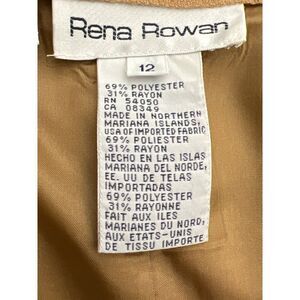 Rena Rowan
12
69% POLYESTER
31% RAYON
RN 54050
CA 08349
MADE IN NORTHERN
MARIANA ISLANDS,
USA OF IMPORTED FABRIC
69% POLIESTER
31% RAYON
HECHO EN LAS ISLAS
MARIANA DEL NORDE,
EE. UU DE TELAS
IMPORTADAS
69% POLYESTER
31% RAYONNE
FAIT AUX ILES
MARIANES DU NORD,
AUX ETATS-UNIS
DE TISSU IMPORTE